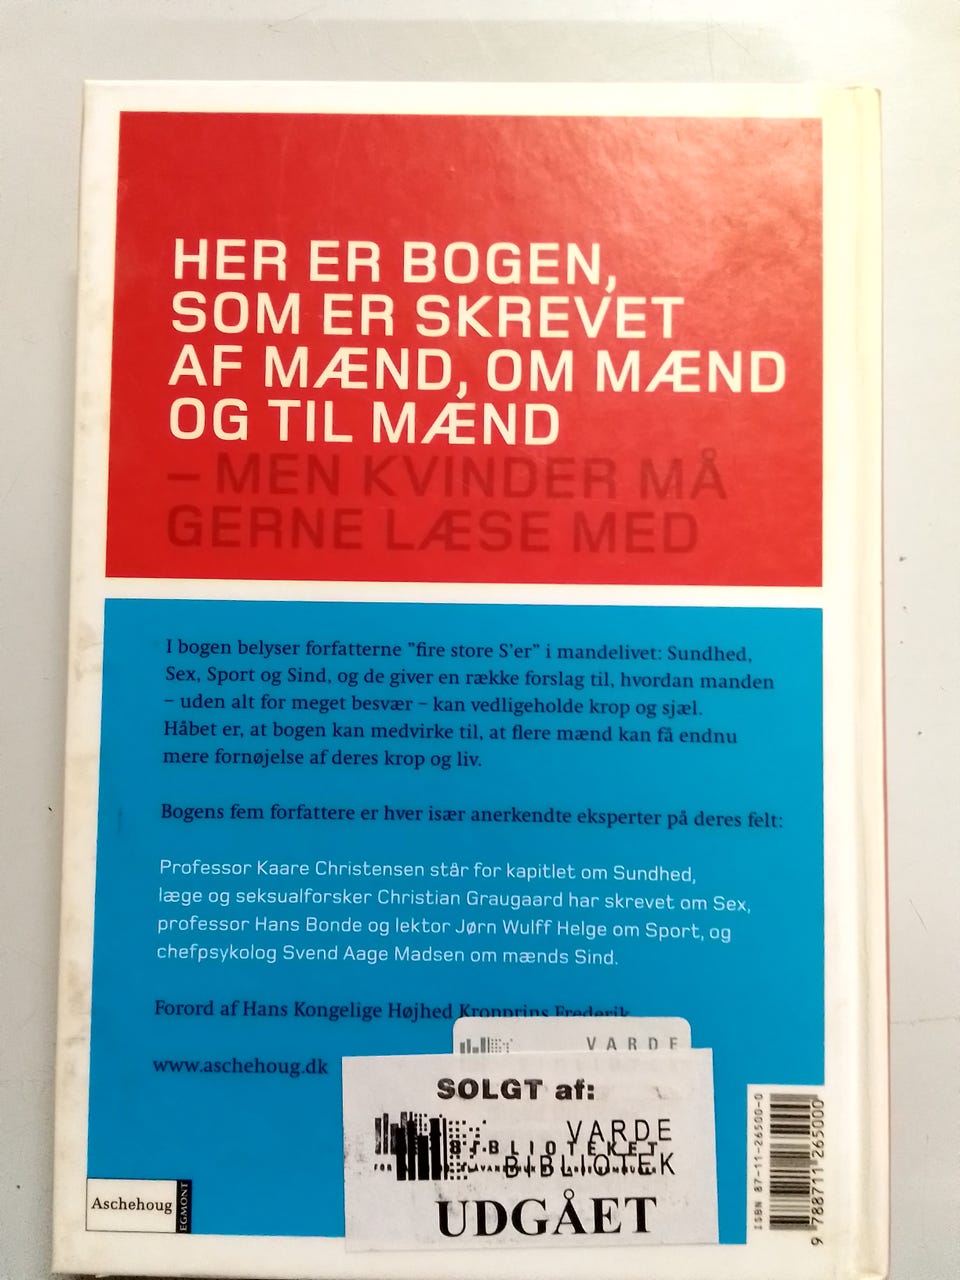 HER ER BOGEN,
SOM ER SKREVET
AF MÆND, OM MÆND
OG TIL MÆND
– MEN KVINDER MÅ
GERNE LÆSE MED
I bogen belyser forfatterne ”fire store S’er” i mandelivet: Sundhed,
Sex, Sport og Sind, og de giver en række forslag til, hvordan manden
– uden alt for meget besvær – kan vedligeholde krop og sjæl.
Håbet er, at bogen kan medvirke til, at flere mænd kan få endnu
mere fornøjelse af deres krop og liv.
Bogens fem forfattere er hver især anerkendte eksperter på deres felt:
Professor Kaare Christensen står for kapitlet om Sundhed,
læge og seksualforsker Christian Graugaard har skrevet om Sex,
professor Hans Bonde og lektor Jørn Wulff Helge om Sport, og
chefpsykolog Svend Aage Madsen om mænds Sind.
Forord af Hans Kongelige Højhed Kronprins Frederik
www.aschehoug.dk
VARDE
SOLGT af:
VARDE
BIBLIOTEK
UDGÅET
Aschehoug
EGMONT
ISBN 87-11-26500-0
9 788711 265000